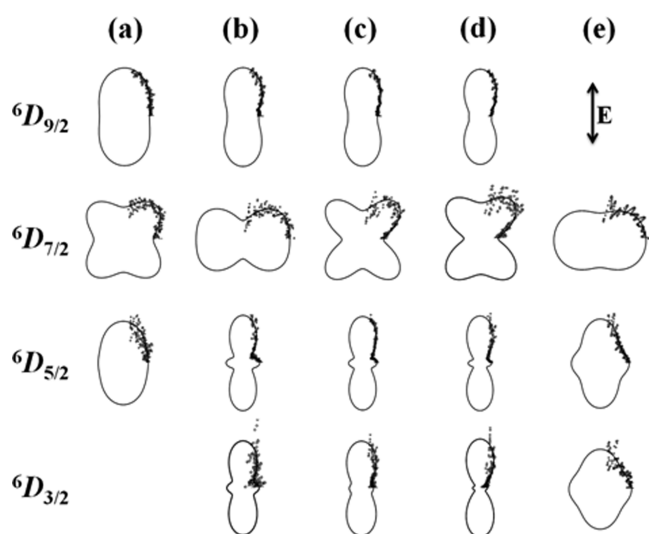 (a) (b) (c) (d) (e)
⁶D₉/₂ E
⁶D₇/₂
⁶D₅/₂
⁶D₃/₂